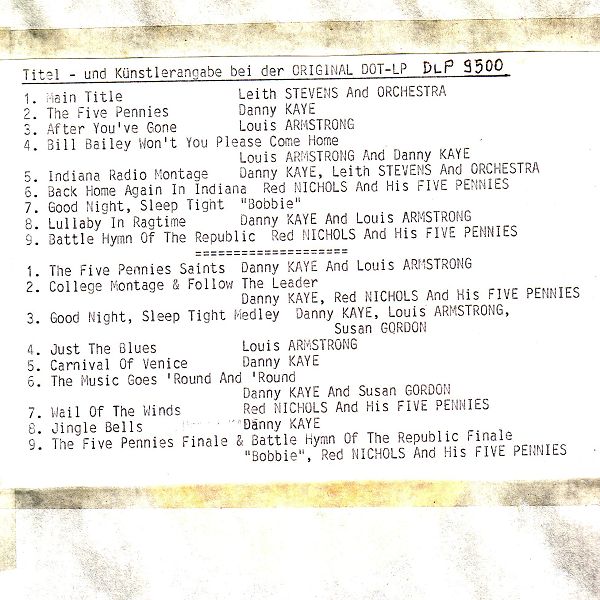 Titel - und Künstlerangabe bei der ORIGINAL DOT-LP DLP 9500
1. Main Title Leith STEVENS And ORCHESTRA
2. The Five Pennies Danny KAYE
3. After You've Gone Louis ARMSTRONG
4. Bill Bailey Won't You Please Come Home
Louis ARMSTRONG And Danny KAYE
5. Indiana Radio Montage Danny KAYE, Leith STEVENS And ORCHESTRA
6. Back Home Again In Indiana Red NICHOLS And His FIVE PENNIES
7. Good Night, Sleep Tight "Bobbie"
8. Lullaby In Ragtime Danny KAYE And Louis ARMSTRONG
9. Battle Hymn Of The Republic Red NICHOLS And His FIVE PENNIES
====================
1. The Five Pennies Saints Danny KAYE And Louis ARMSTRONG
2. College Montage & Follow The Leader
Danny KAYE, Red NICHOLS And His FIVE PENNIES
3. Good Night, Sleep Tight Medley Danny KAYE, Louis ARMSTRONG,
Susan GORDON
4. Just The Blues Louis ARMSTRONG
5. Carnival Of Venice Danny KAYE
6. The Music Goes 'Round And 'Round
Danny KAYE And Susan GORDON
7. Wail Of The Winds Red NICHOLS And His FIVE PENNIES
8. Jingle Bells Danny KAYE
9. The Five Pennies Finale & Battle Hymn Of The Republic Finale
"Bobbie", Red NICHOLS And His FIVE PENNIES